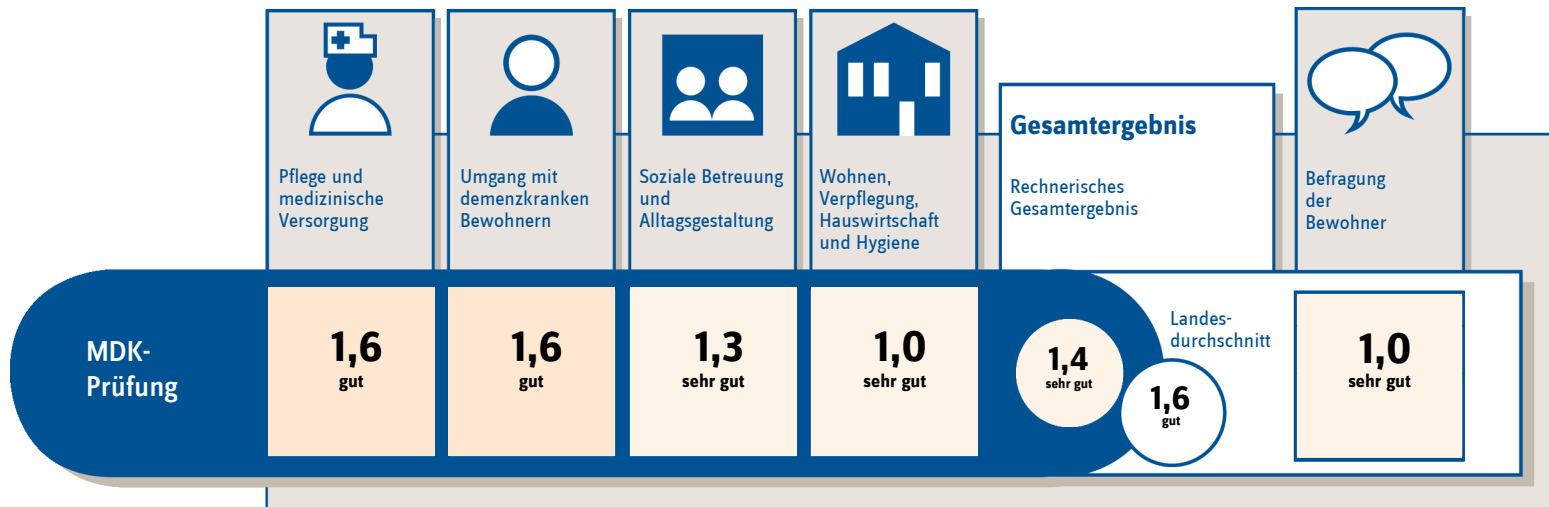 Pflege und
medizinische
Versorgung
Umgang mit
demenzkranken
Bewohnern
Soziale Betreuung
und
Alltagsgestaltung
Wohnen,
Verpflegung,
Hauswirtschaft
und Hygiene
Gesamtergebnis
Rechnerisches
Gesamtergebnis
Befragung
der
Bewohner
MDK-
Prüfung
1,6
gut
1,6
gut
1,3
sehr gut
1,0
sehr gut
1,4
sehr gut
Landes-
durchschnitt
1,6
gut
1,0
sehr gut